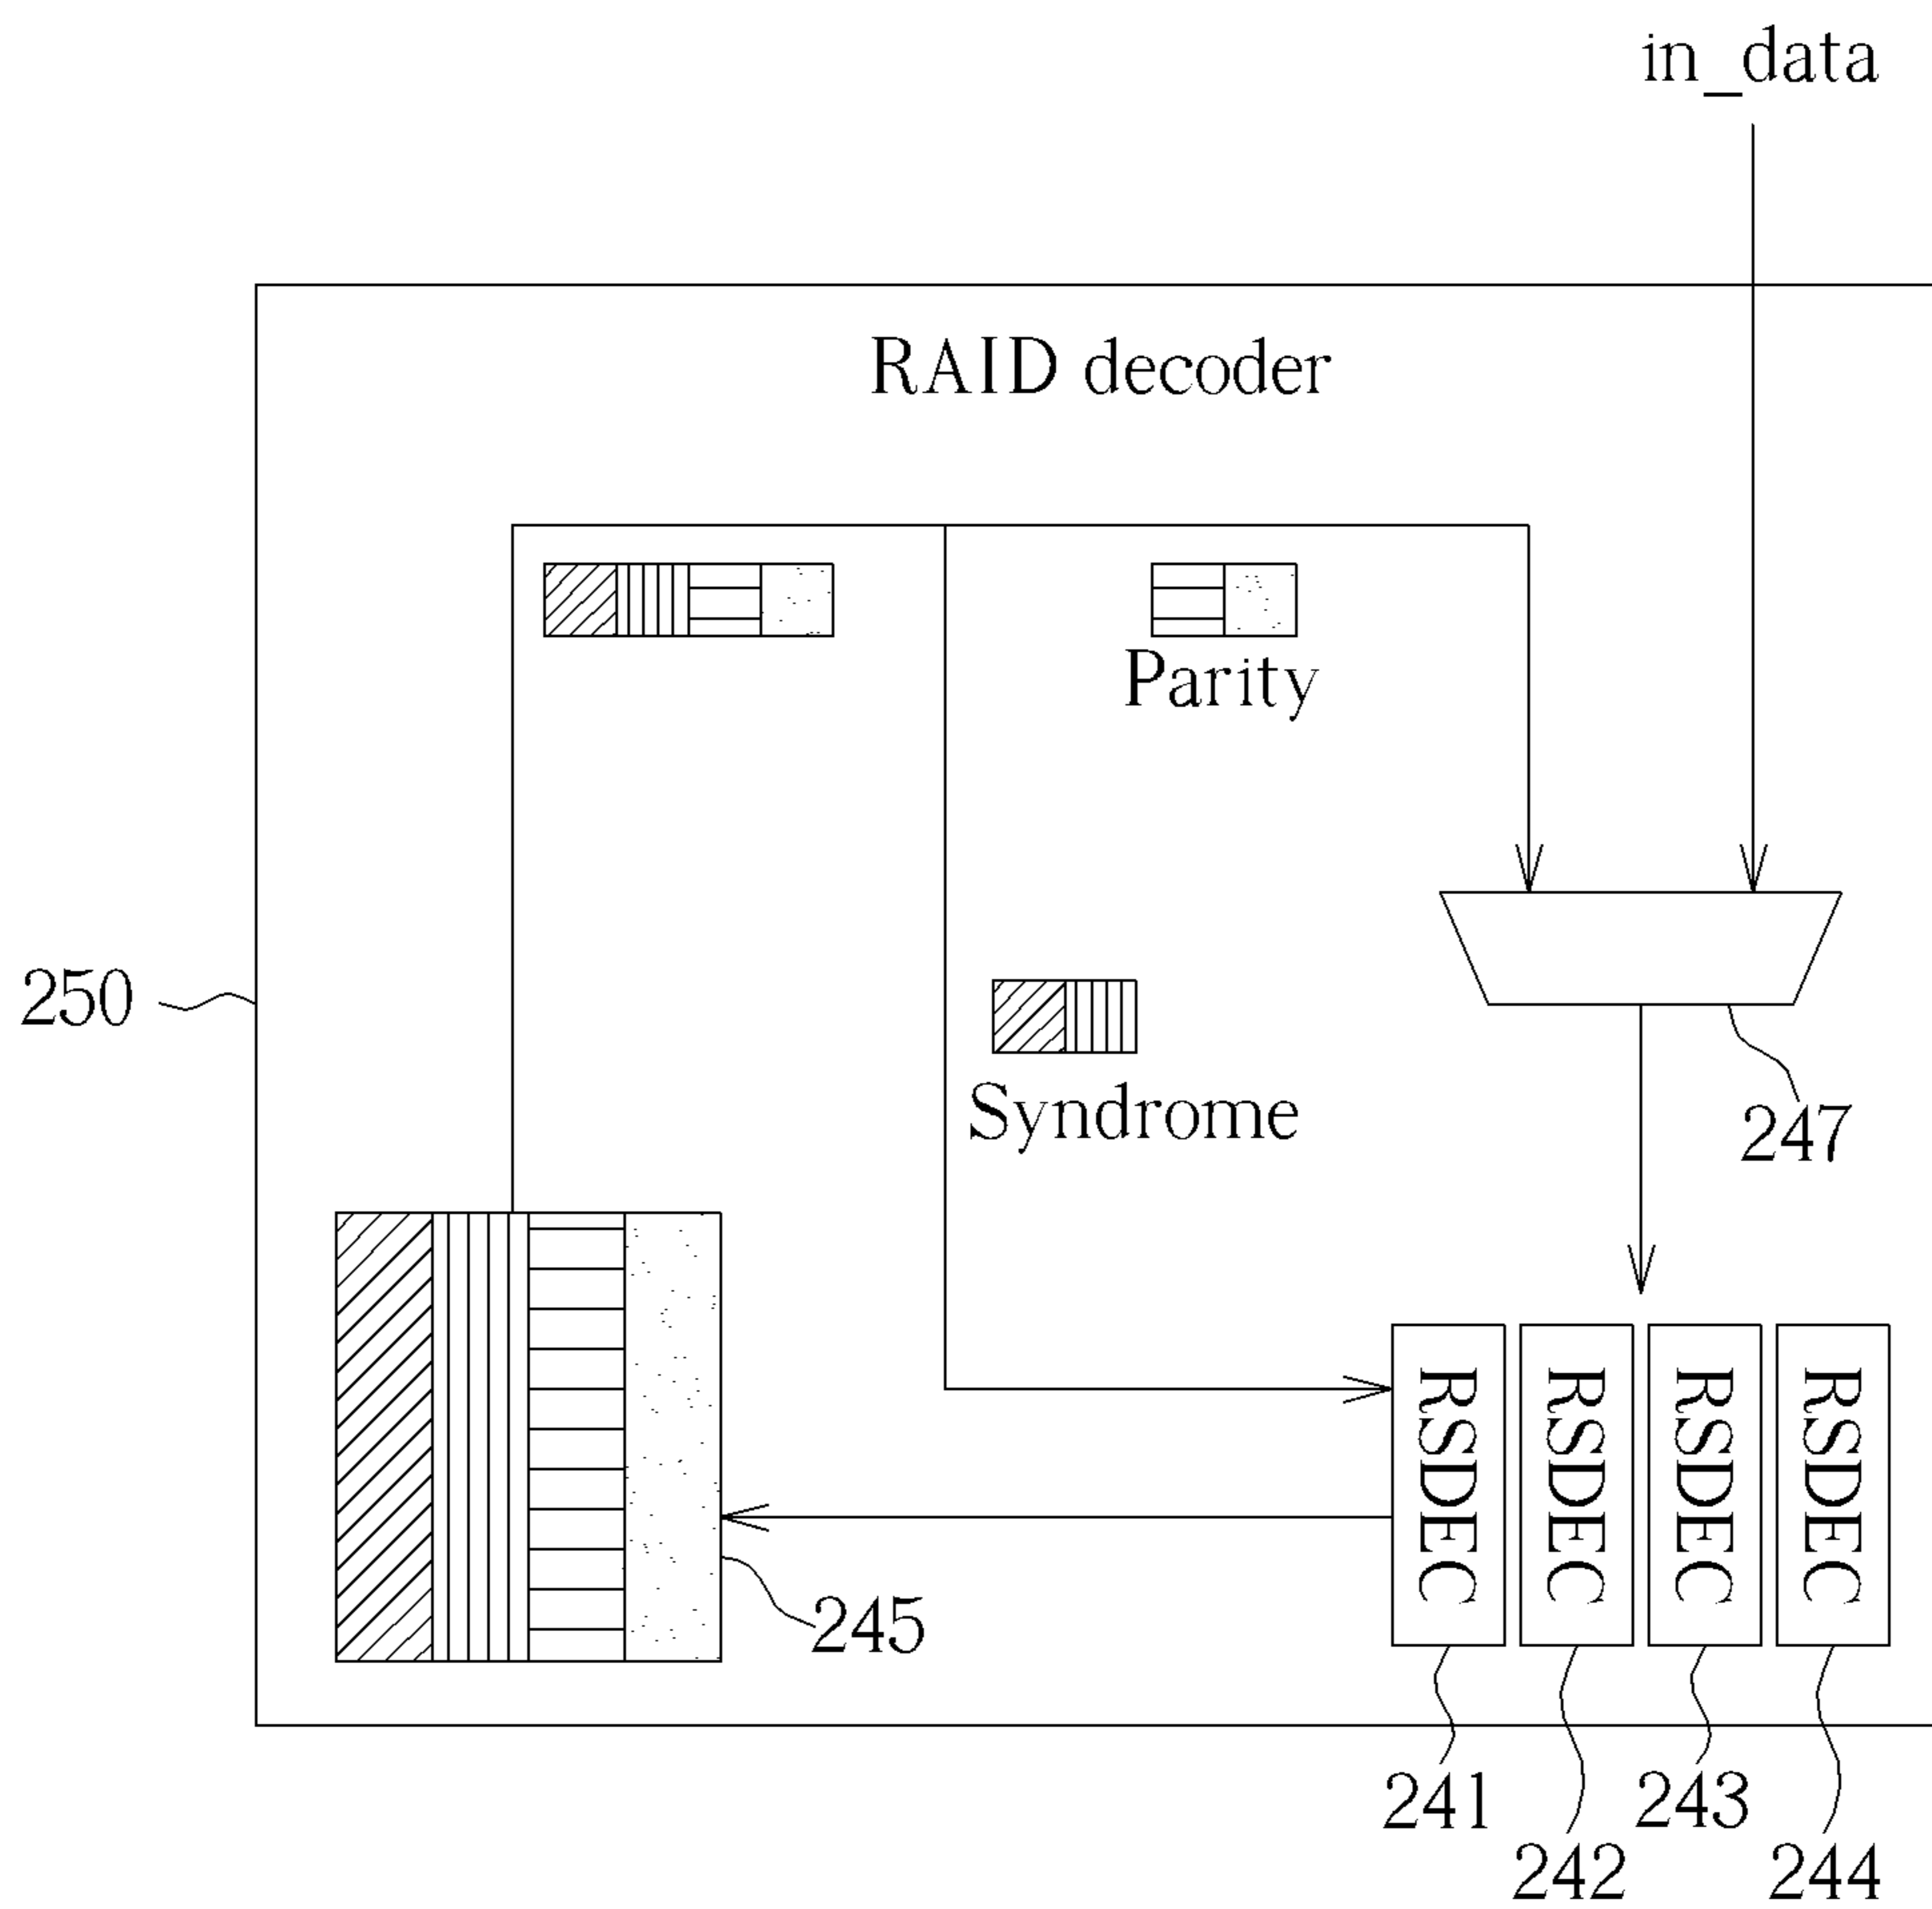 in_data
RAID decoder
Parity
250
Syndrome
247
RSDEC
RSDEC
RSDEC
RSDEC
245
241
243
242
244